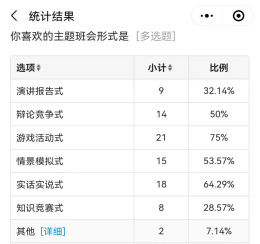 统计结果
你喜欢的主题班会形式是 [多选题]
选项 小计 比例
演讲报告式 9 32.14%
辩论竞争式 14 50%
游戏活动式 21 75%
情景模拟式 15 53.57%
实话实说式 18 64.29%
知识竞赛式 8 28.57%
其他 [详细] 2 7.14%